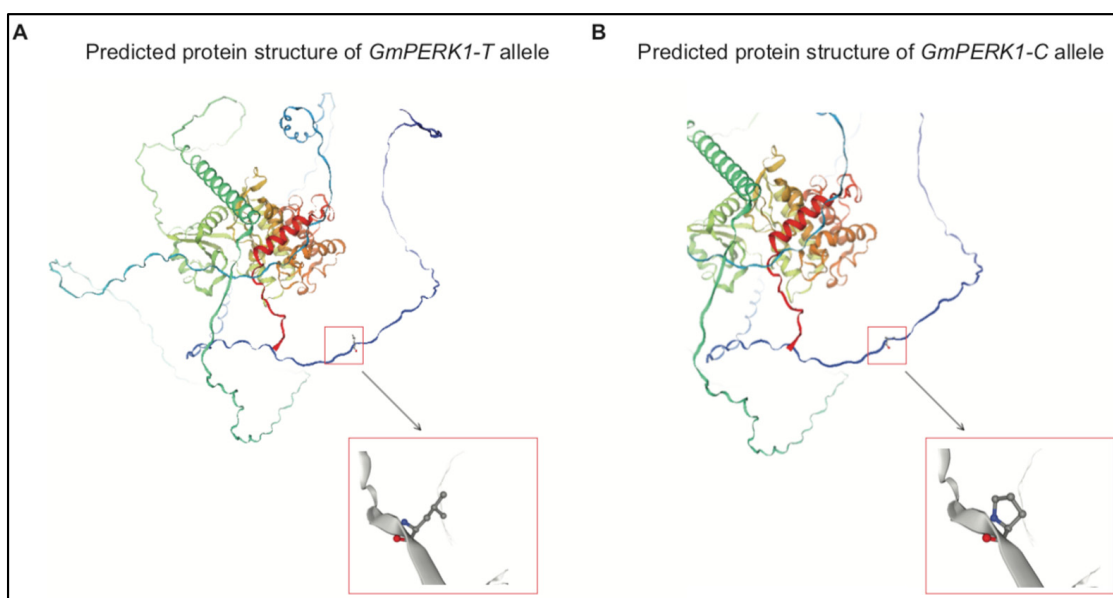 A
Predicted protein structure of GmPERK1-T allele
B
Predicted protein structure of GmPERK1-C allele